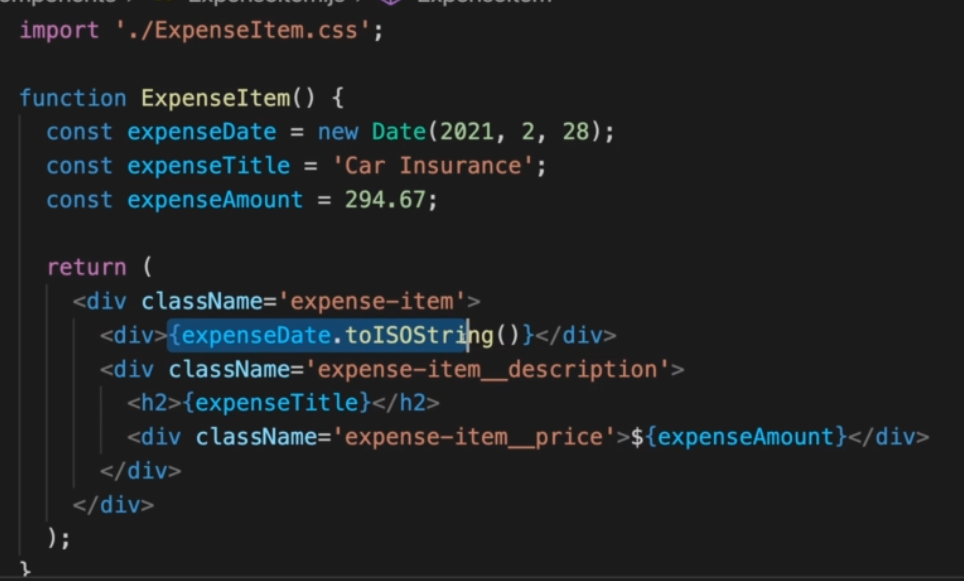 import './ExpenseItem.css';
function ExpenseItem() {
const expenseDate = new Date(2021, 2, 28);
const expenseTitle = 'Car Insurance';
const expenseAmount = 294.67;
return (
<div className='expense-item'>
<div>{expenseDate.toISOString()}</div>
<div className='expense-item__description'>
<h2>{expenseTitle}</h2>
<div className='expense-item__price'>${expenseAmount}</div>
</div>
</div>
);
}